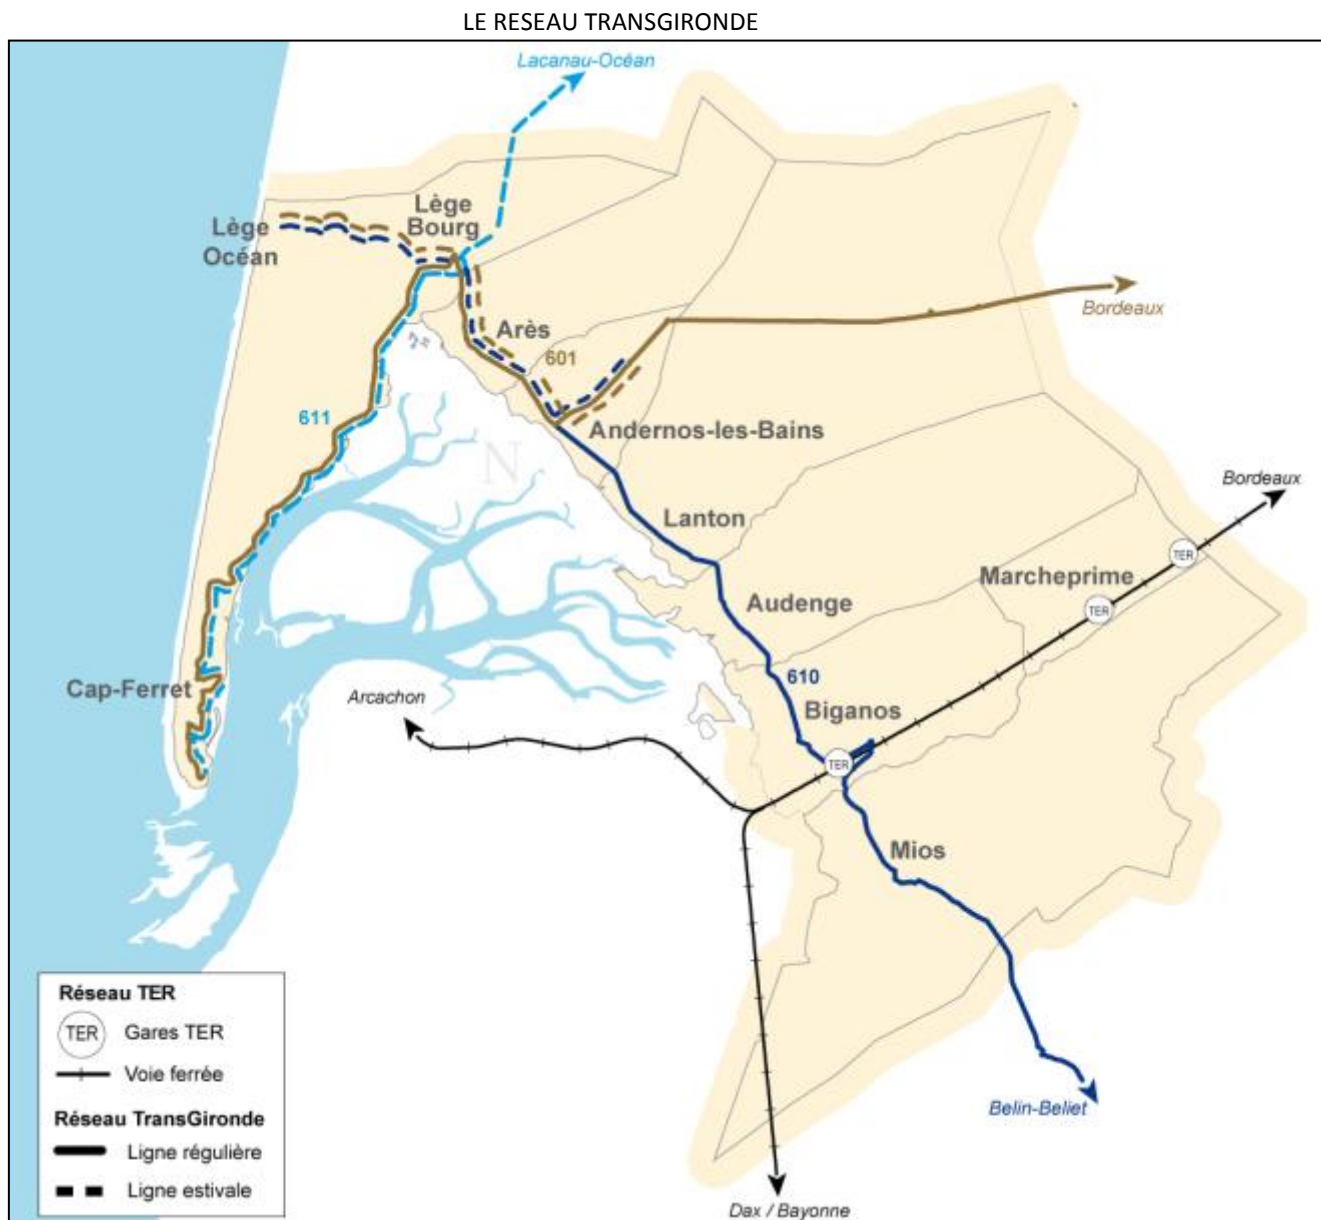 LE RESEAU TRANSGIRONDE
Lacanau-Océan
Lège
Bourg
Lège
Océan
Arès
601
Bordeaux
611
Andernos-les-Bains
N
Bordeaux
Lanton
TER
Marcheprime
Audenge
TER
610
Cap-Ferret
Arcachon
Biganos
TER
Mios
Réseau TER
TER Gares TER
Voie ferrée
Réseau TransGironde
Ligne régulière
Ligne estivale
Belin-Beliet
Dax / Bayonne